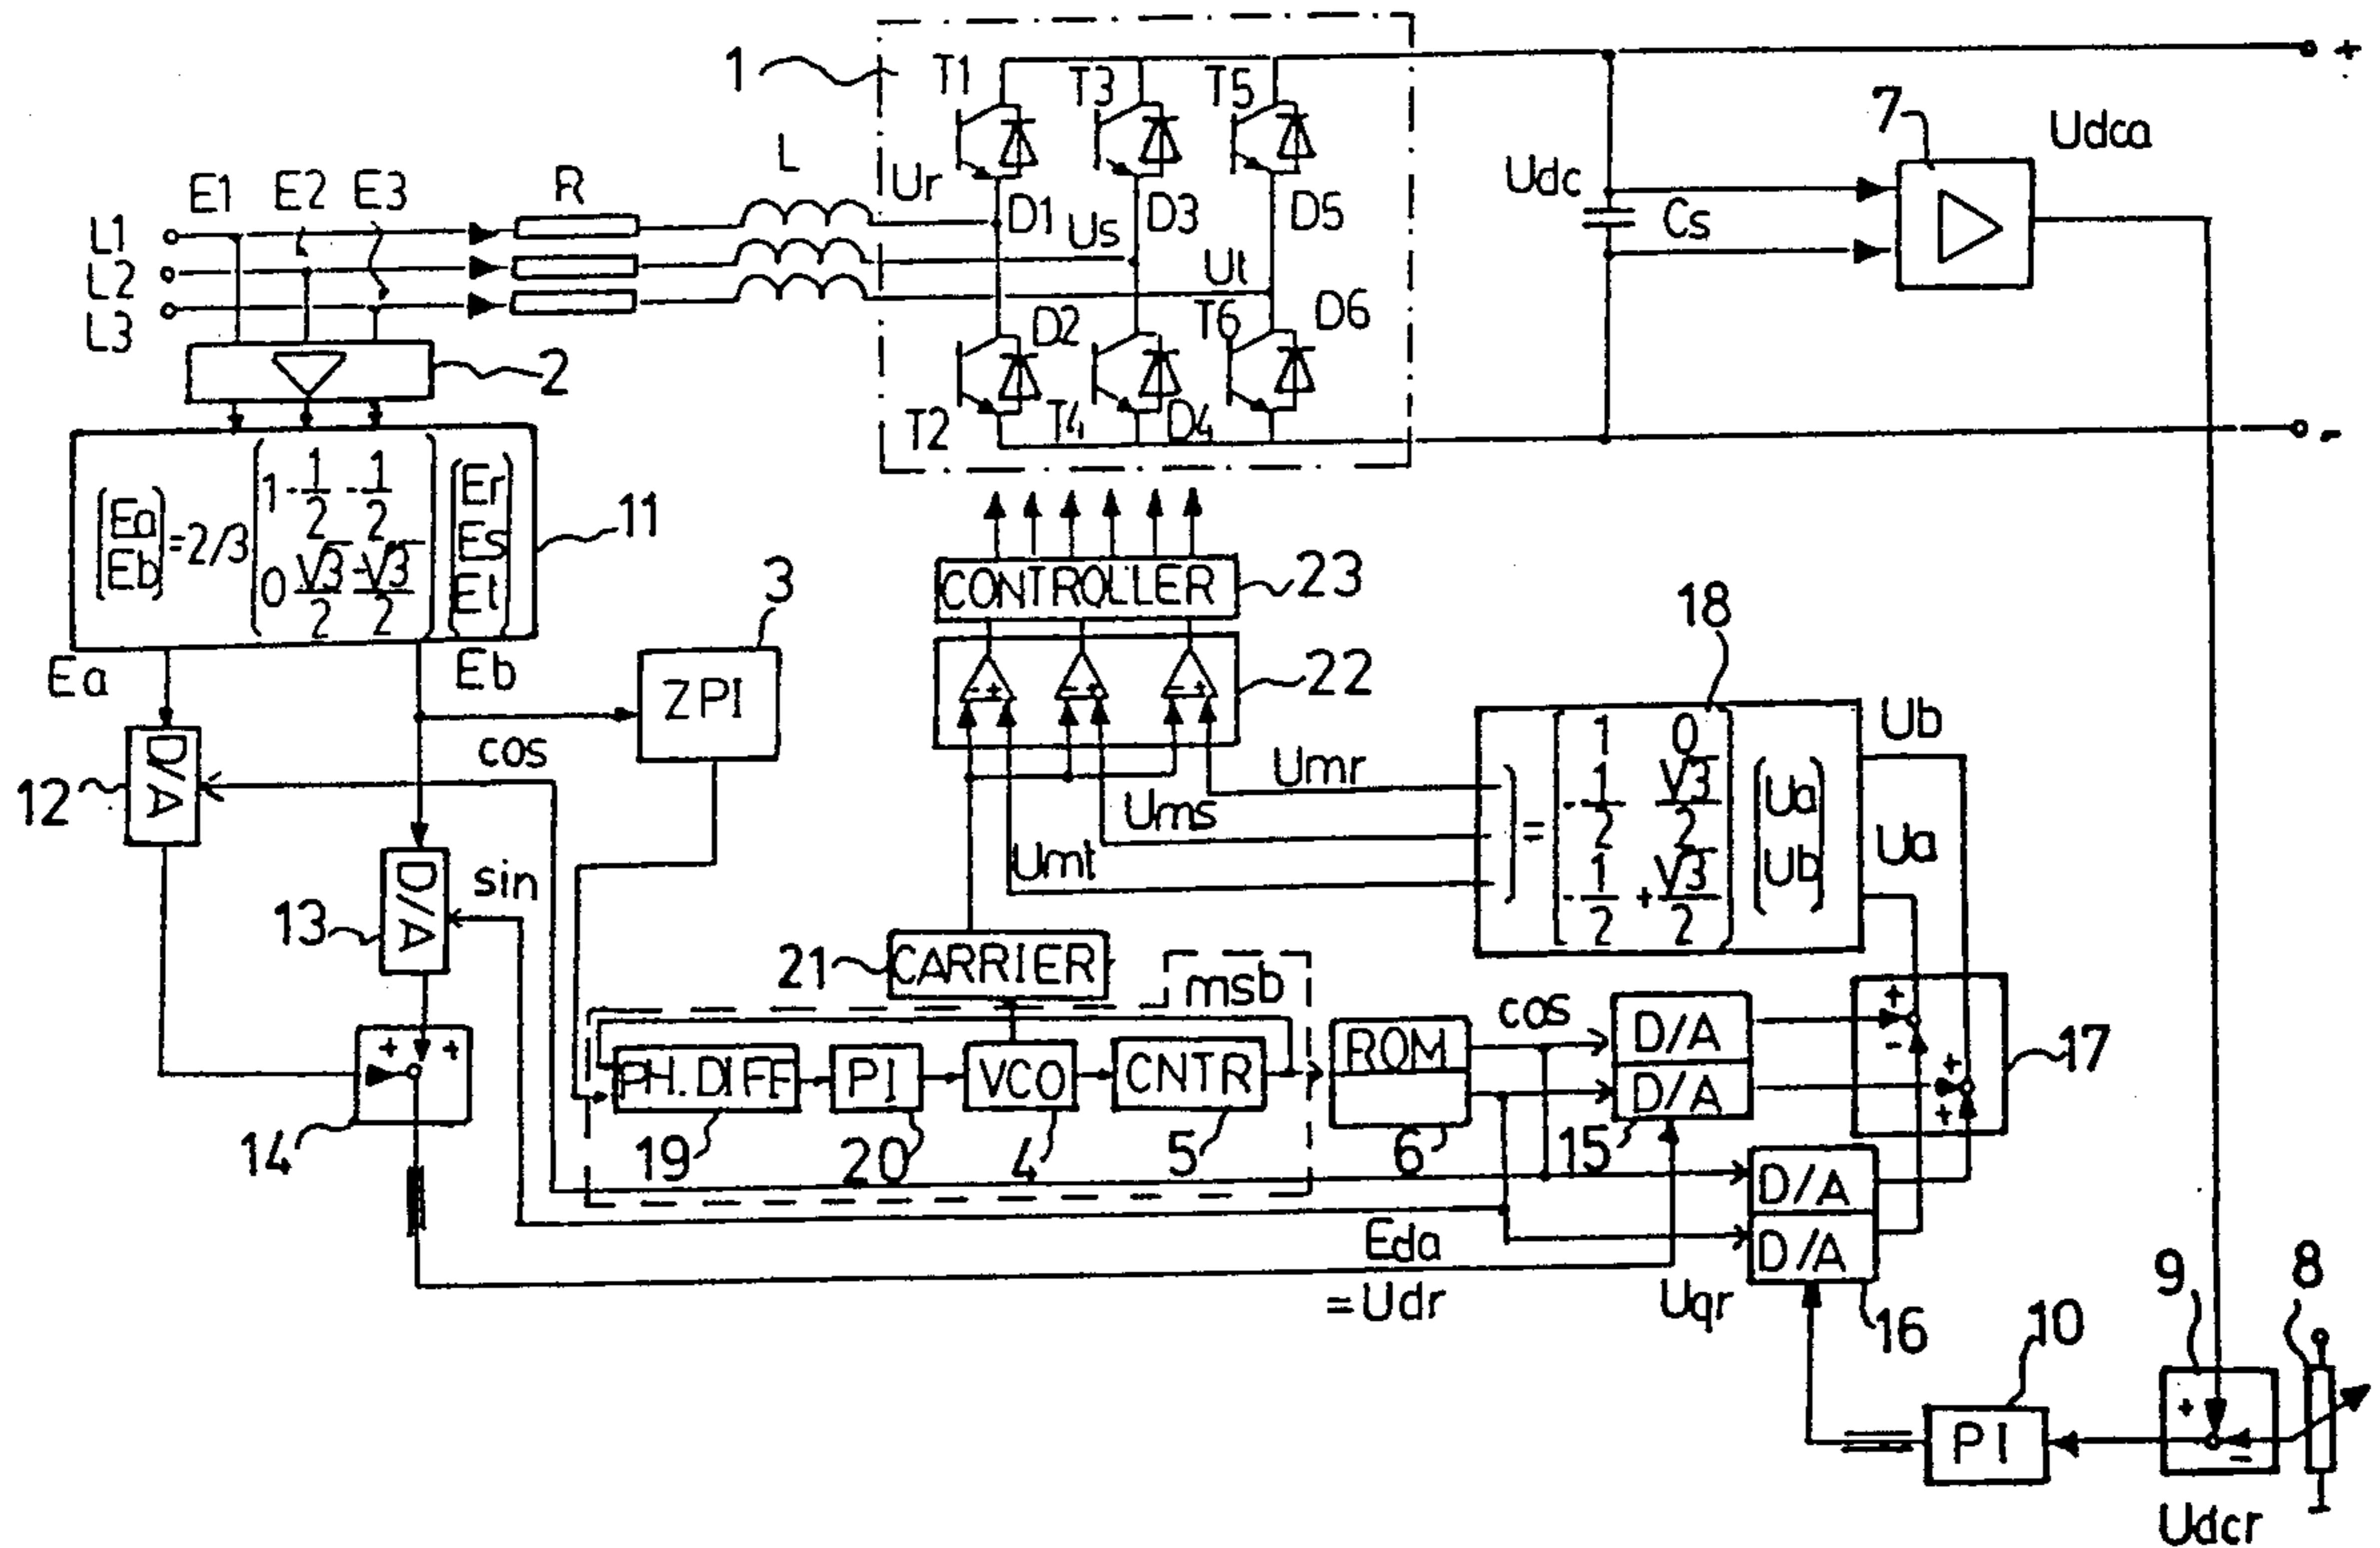 1
T1
T3
T5
+
7
Udca
L
Ur
Udc
E1
E2
E3
R
D1
Us
D3
D5
Cs
L1
L2
L3
Ut
D2
T6
D6
2
T2
T4
D4
-
[Ea Eb] = 2/3 (1 -1/2 -1/2 0 √3/2 -√3/2) [Er Es Et]
11
3
CONTROLLER
23
18
Ea
Eb
ZPI
- +
- +
- +
22
Ub
D/A
12
cos
Umr
Ums
Umt
) = (1 0 -1/2 √3/2 -1/2 +√3/2) (Ua Ub)
Ua
D/A
13
sin
21
CARRIER
msb
cos
D/A
D/A
+
-
+
+
17
+
+
14
PH.DIFF
PI
VCO
CNTR
ROM
19
20
4
5
6
15
D/A
D/A
Eda
=Udr
Uqr
16
9
8
10
PI
+
-
Udcr